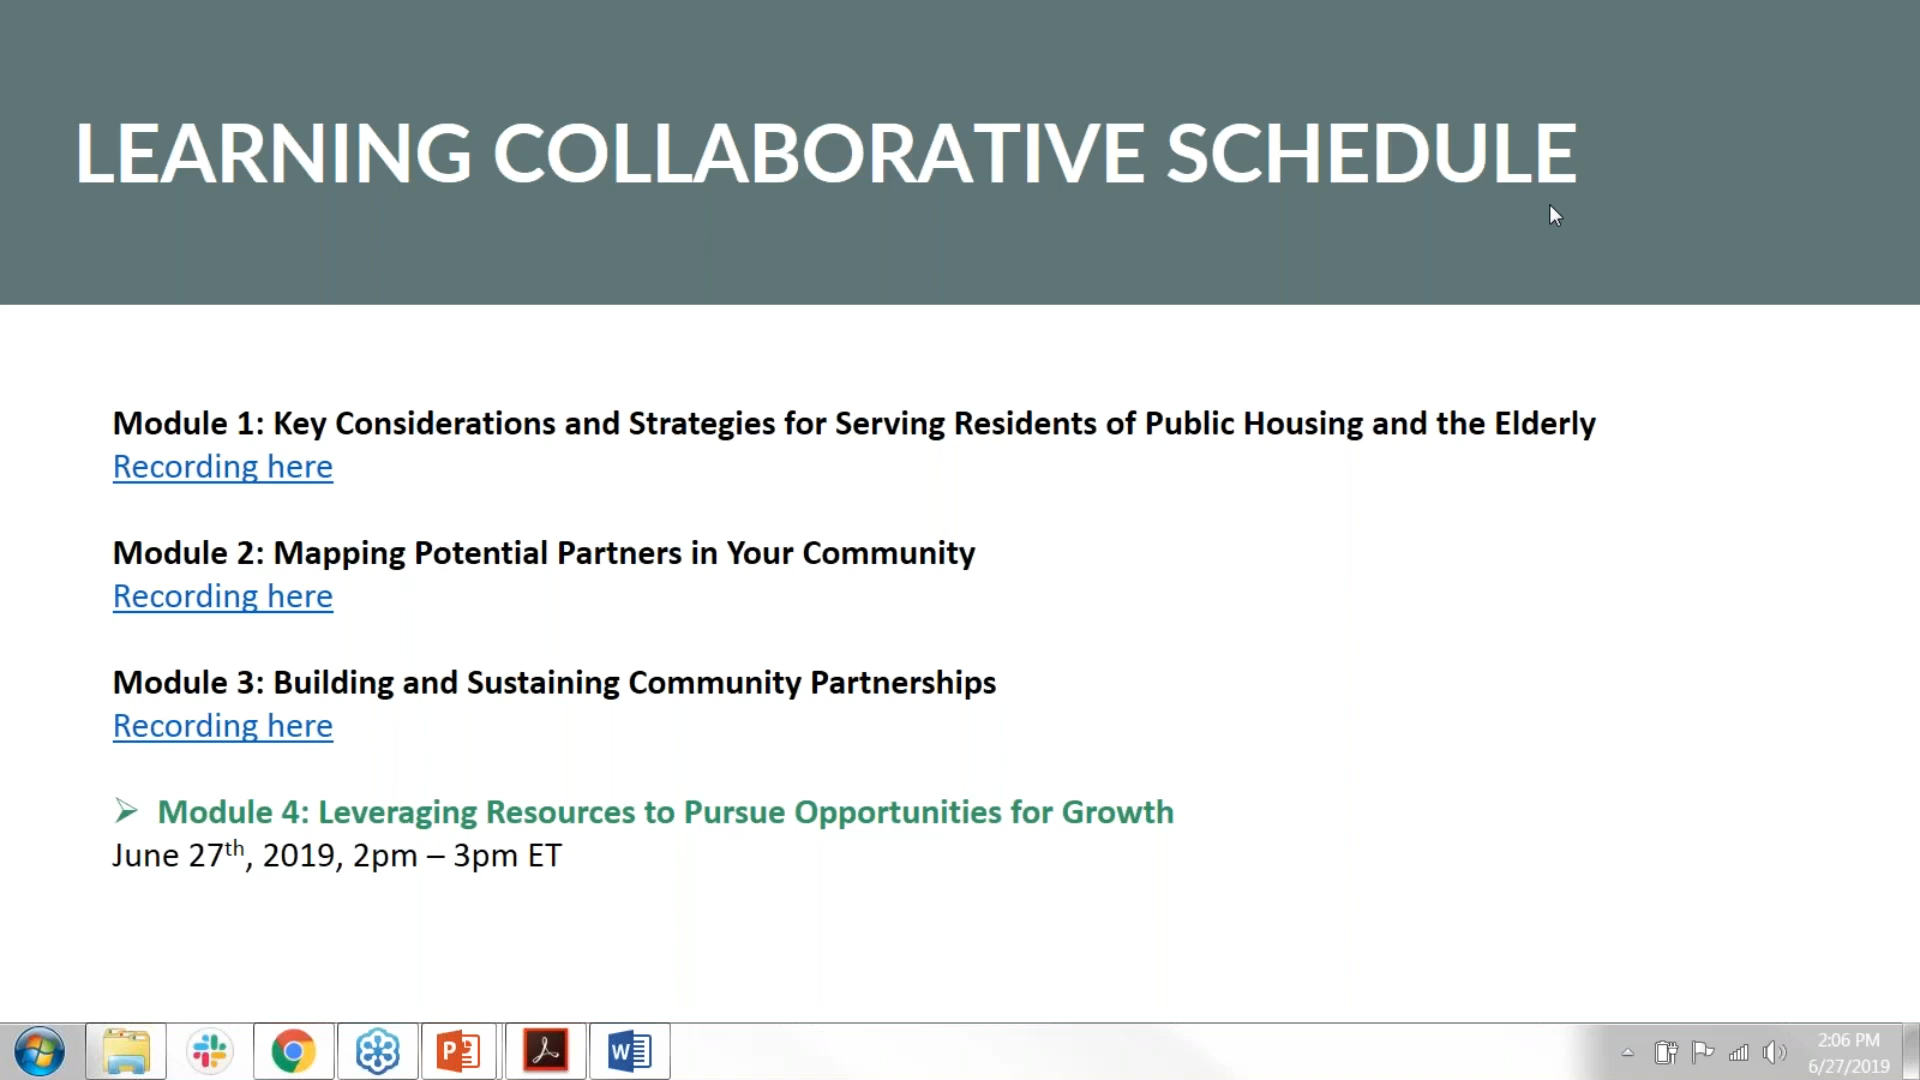 LEARNING COLLABORATIVE SCHEDULE
Module 1: Key Considerations and Strategies for Serving Residents of Public Housing and the Elderly
Recording here
Module 2: Mapping Potential Partners in Your Community
Recording here
Module 3: Building and Sustaining Community Partnerships
Recording here
➢ Module 4: Leveraging Resources to Pursue Opportunities for Growth
June 27th, 2019, 2pm – 3pm ET
2:06 PM
6/27/2019